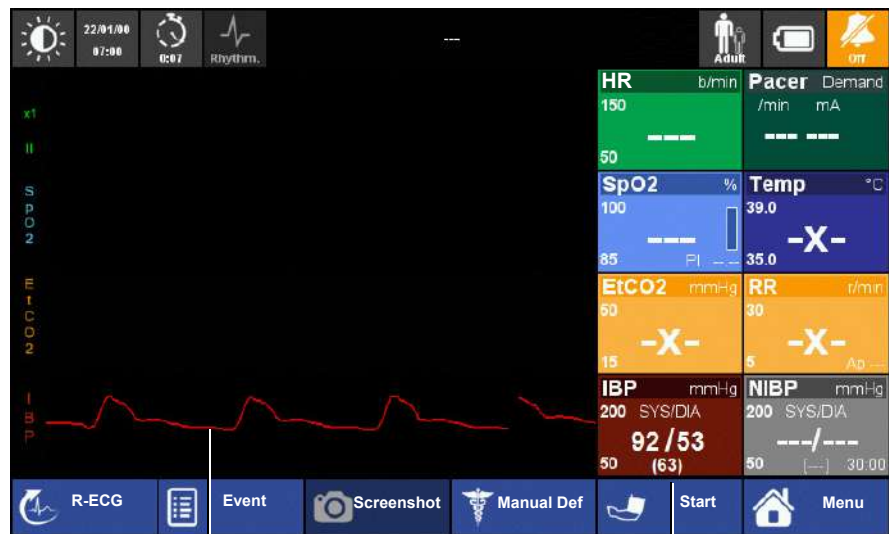 22/01/00
07:00
0:07
Rhythm.
---
Adult
Off
x1
II
SpO2
EtCO2
IBP
HR b/min
150
---
50
Pacer Demand
/min mA
--- ---
SpO2 %
100
---
85 PI -- --
Temp °C
39.0
-X-
35.0
EtCO2 mmHg
60
-X-
15
RR r/min
30
-X-
5 Ap ---
IBP mmHg
200 SYS/DIA
92/53
50 (63)
NIBP mmHg
200 SYS/DIA
---/---
50 [---] 30:00
R-ECG
Event
Screenshot
Manual Def
Start
Menu